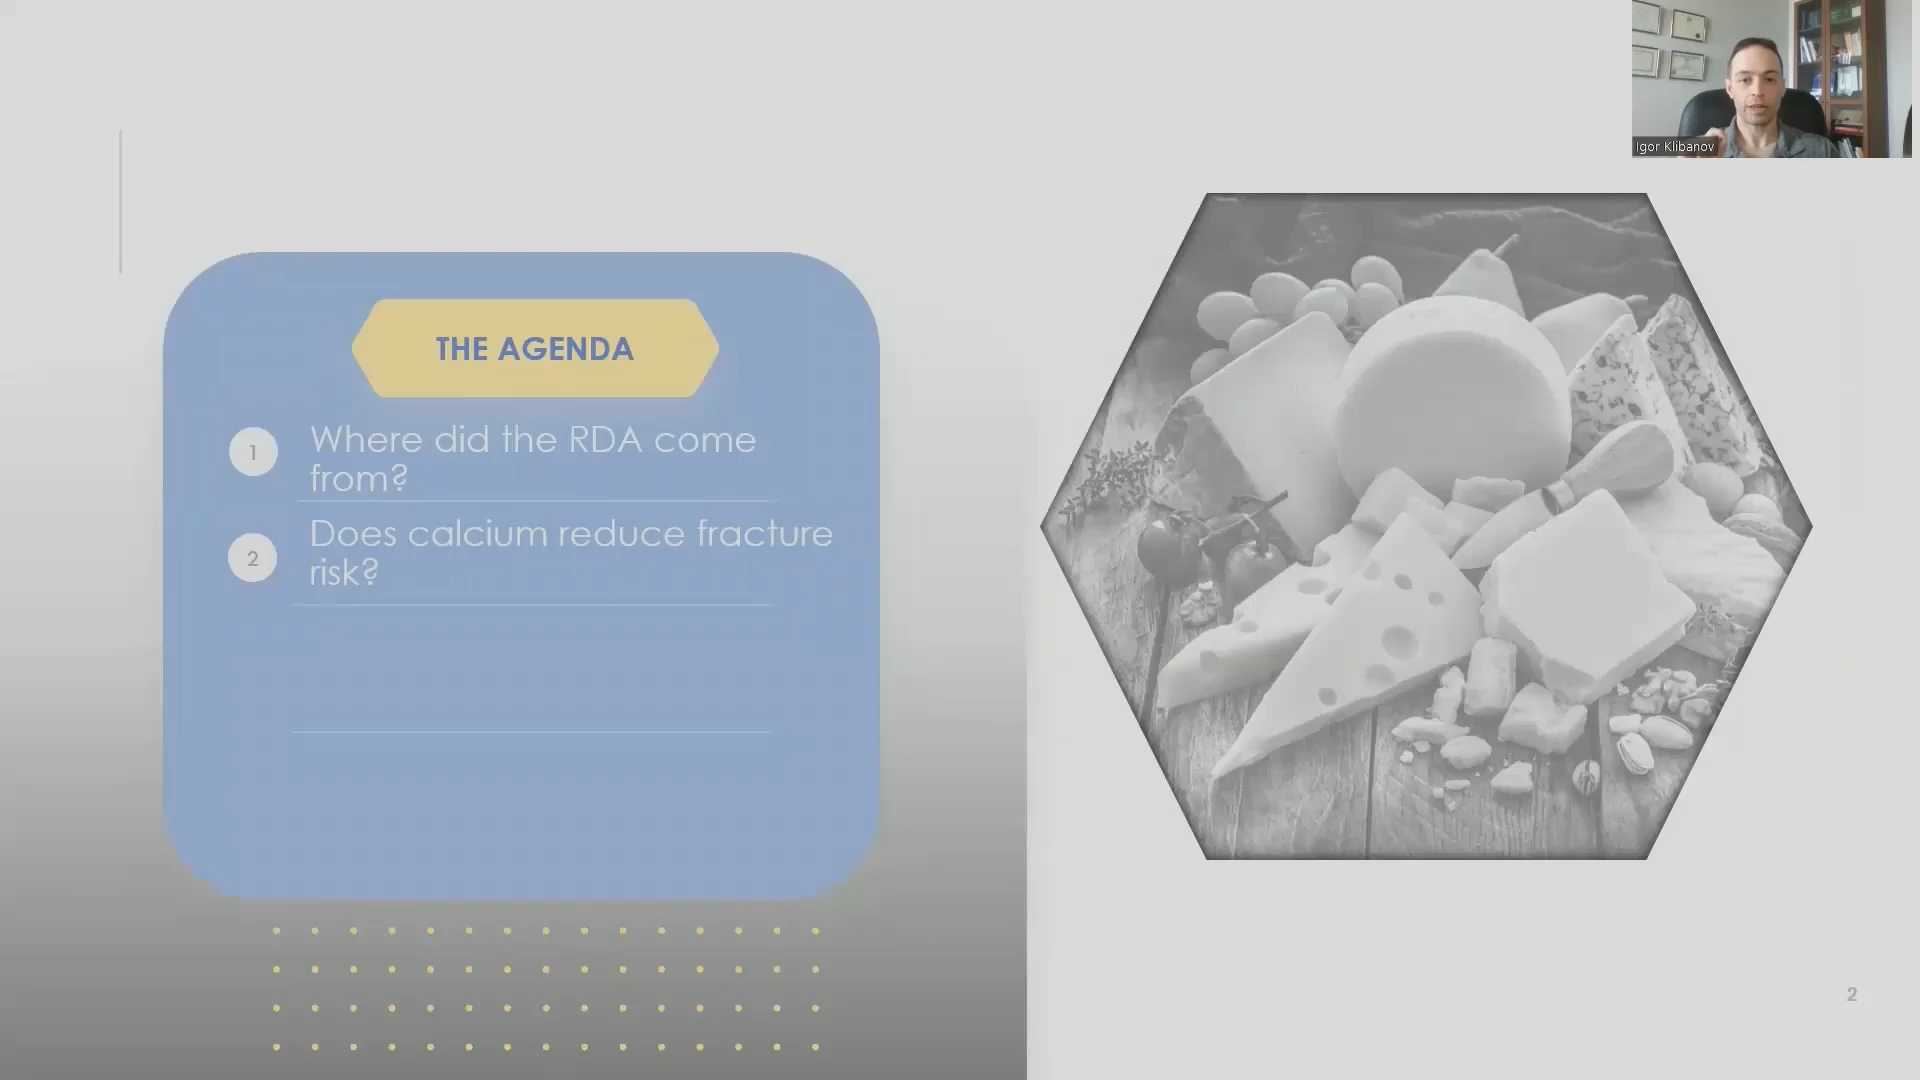 Igor Klibanov
THE AGENDA
1
Where did the RDA come
from?
2
Does calcium reduce fracture
risk?
2